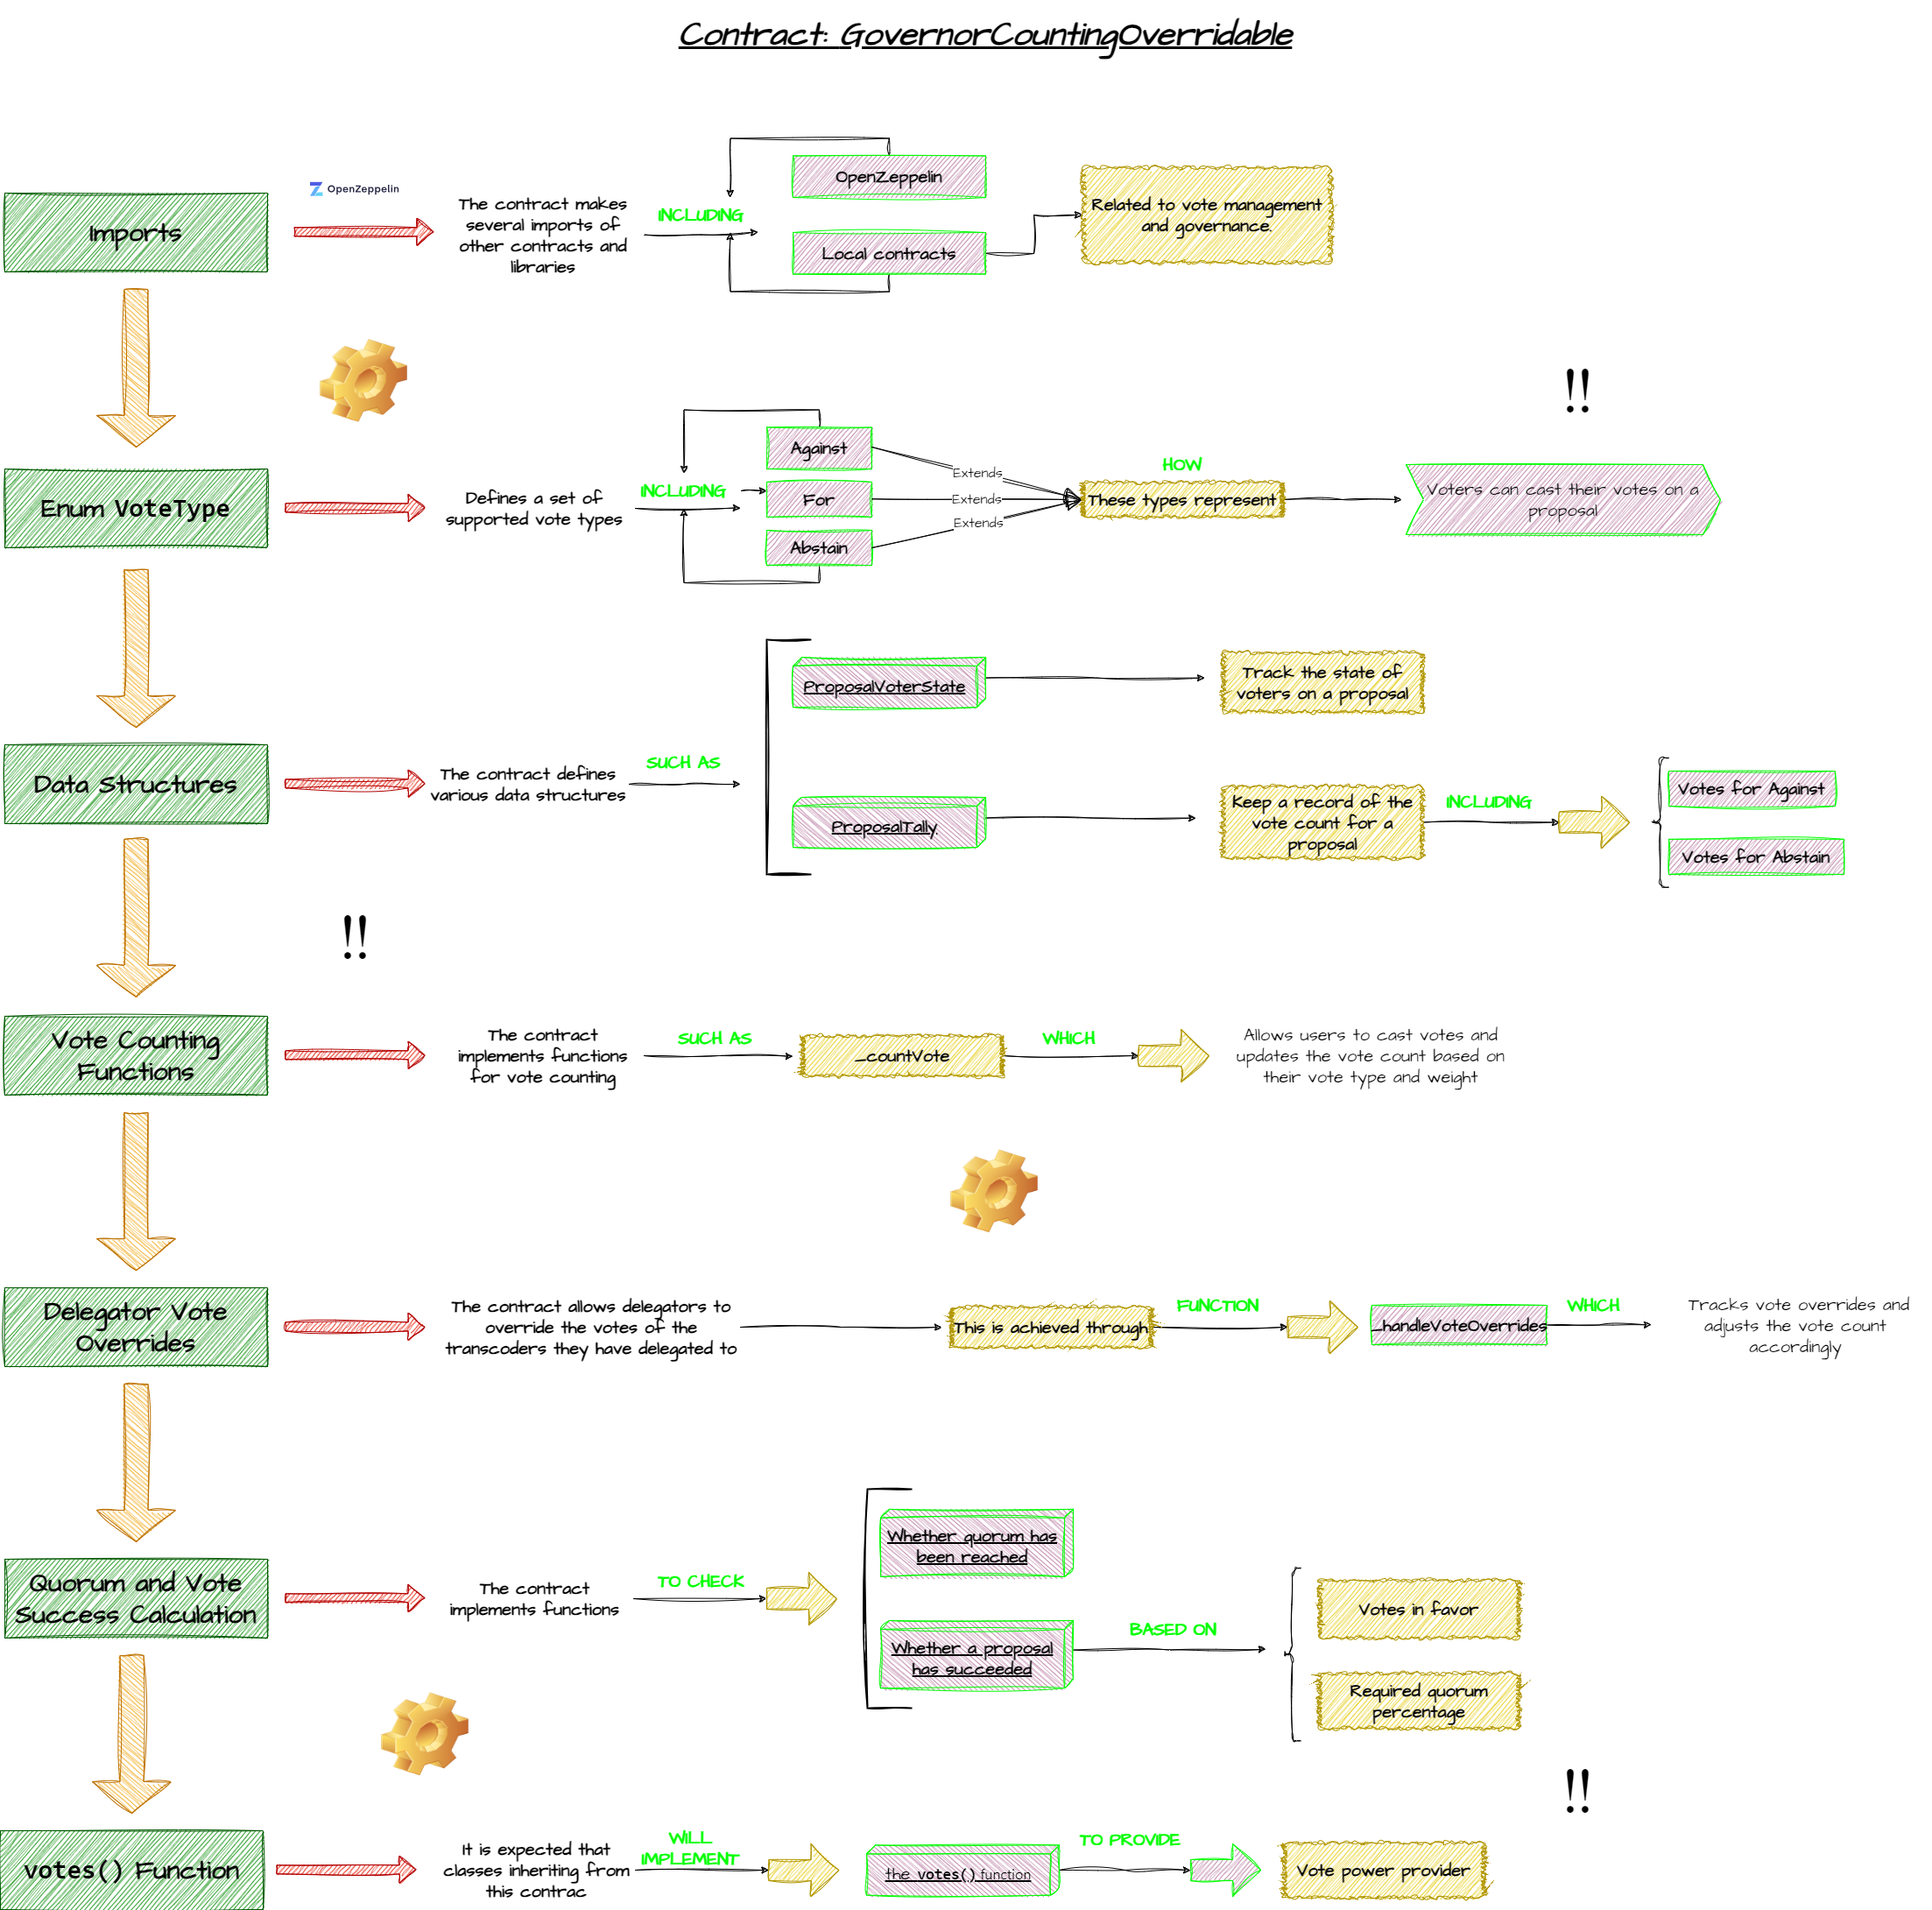 Contract: GovernorCountingOverridable
Imports
OpenZeppelin
The contract makes
several imports of
other contracts and
libraries
INCLUDING
OpenZeppelin
Local contracts
Related to vote management
and governance.
!!
Enum VoteType
Defines a set of
supported vote types
INCLUDING
Against
For
Abstain
Extends
Extends
Extends
HOW
These types represent
Voters can cast their votes on a
proposal
Data Structures
The contract defines
various data structures
SUCH AS
ProposalVoterState
Track the state of
voters on a proposal
ProposalTally
Keep a record of the
vote count for a
proposal
INCLUDING
Votes for Against
Votes for Abstain
!!
Vote Counting
Functions
The contract
implements functions
for vote counting
SUCH AS
_countVote
WHICH
Allows users to cast votes and
updates the vote count based on
their vote type and weight
Delegator Vote
Overrides
The contract allows delegators to
override the votes of the
transcoders they have delegated to
This is achieved through
FUNCTION
_handleVoteOverrides
WHICH
Tracks vote overrides and
adjusts the vote count
accordingly
Quorum and Vote
Success Calculation
The contract
implements functions
TO CHECK
Whether quorum has
been reached
Whether a proposal
has succeeded
BASED ON
Votes in favor
Required quorum
percentage
!!
votes() Function
It is expected that
classes inheriting from
this contrac
WILL
IMPLEMENT
the votes() function
TO PROVIDE
Vote power provider